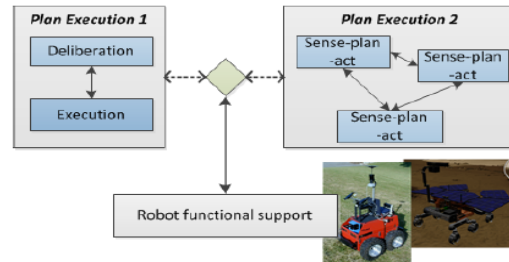 Plan Execution 1
Deliberation
Execution
Plan Execution 2
Sense-plan
-act
Sense-plan
-act
Sense-plan
-act
Robot functional support